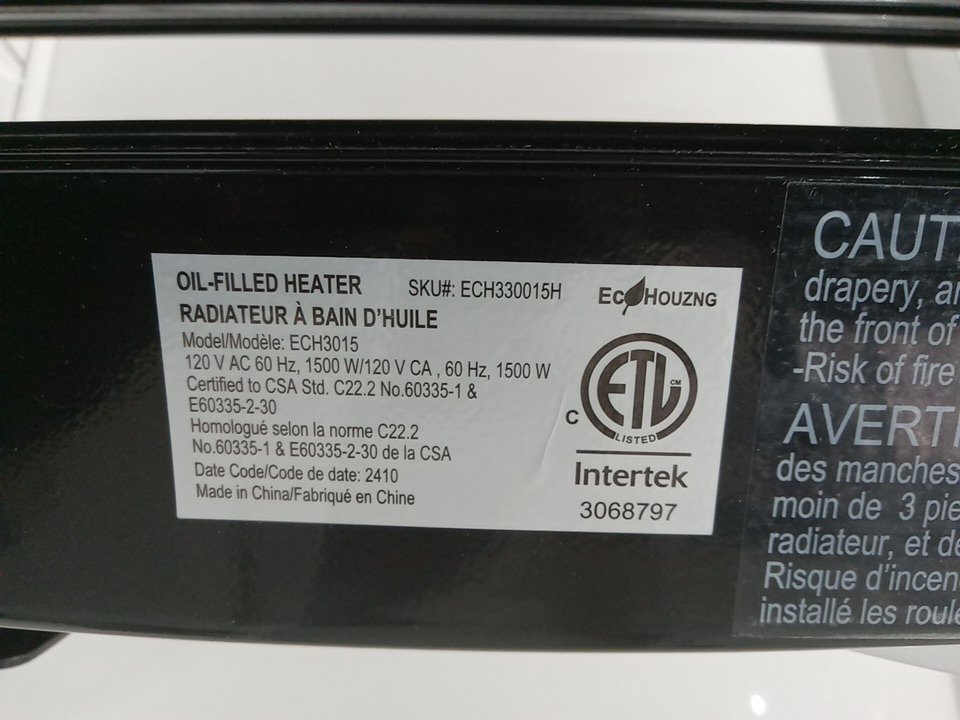 OIL-FILLED HEATER SKU#: ECH330015H
EcoHOUZNG
RADIATEUR À BAIN D'HUILE
Model/Modèle: ECH3015
120 V AC 60 Hz, 1500 W/120 V CA , 60 Hz, 1500 W
Certified to CSA Std. C22.2 No.60335-1 &
E60335-2-30
Homologué selon la norme C22.2
No.60335-1 & E60335-2-30 de la CSA
Date Code/Code de date: 2410
Made in China/Fabriqué en Chine
ETL CM
C
LISTED
Intertek
3068797
CAUT
drapery, a
the front of
-Risk of fire
AVERTI
des manches
moin de 3 pie
radiateur, et de
Risque d'incen
installé les roule